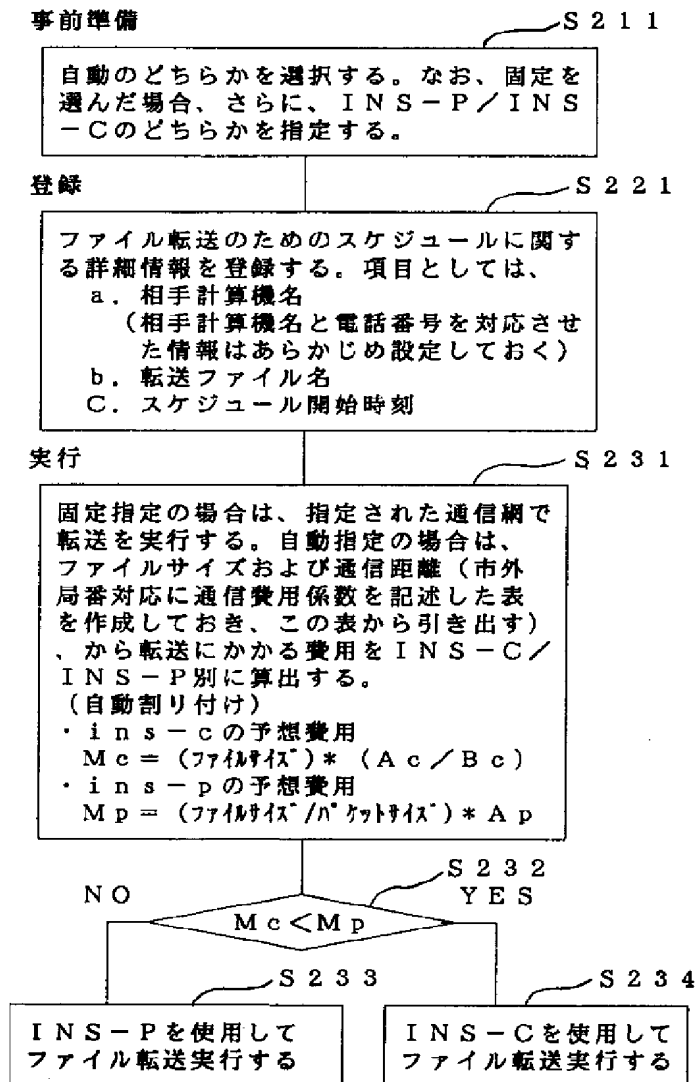 事前準備
S211
自動のどちらかを選択する。なお、固定を
選んだ場合、さらに、INS-P/INS
-Cのどちらかを指定する。
登録
S221
ファイル転送のためのスケジュールに関す
る詳細情報を登録する。項目としては、
a.相手計算機名
(相手計算機名と電話番号を対応させ
た情報はあらかじめ設定しておく)
b.転送ファイル名
C.スケジュール開始時刻
実行
S231
固定指定の場合は、指定された通信網で
転送を実行する。自動指定の場合は、
ファイルサイズおよび通信距離(市外
局番対応に通信費用係数を記述した表
を作成しておき、この表から引き出す)
、から転送にかかる費用をINS-C/
INS-P別に算出する。
(自動割り付け)
・ins-cの予想費用
Mc=(ファイルサイズ)*(Ac/Bc)
・ins-pの予想費用
Mp=(ファイルサイズ/パケットサイズ)*Ap
S232
NO
YES
Mc<Mp
S233
S234
INS-Pを使用して
ファイル転送実行する
INS-Cを使用して
ファイル転送実行する